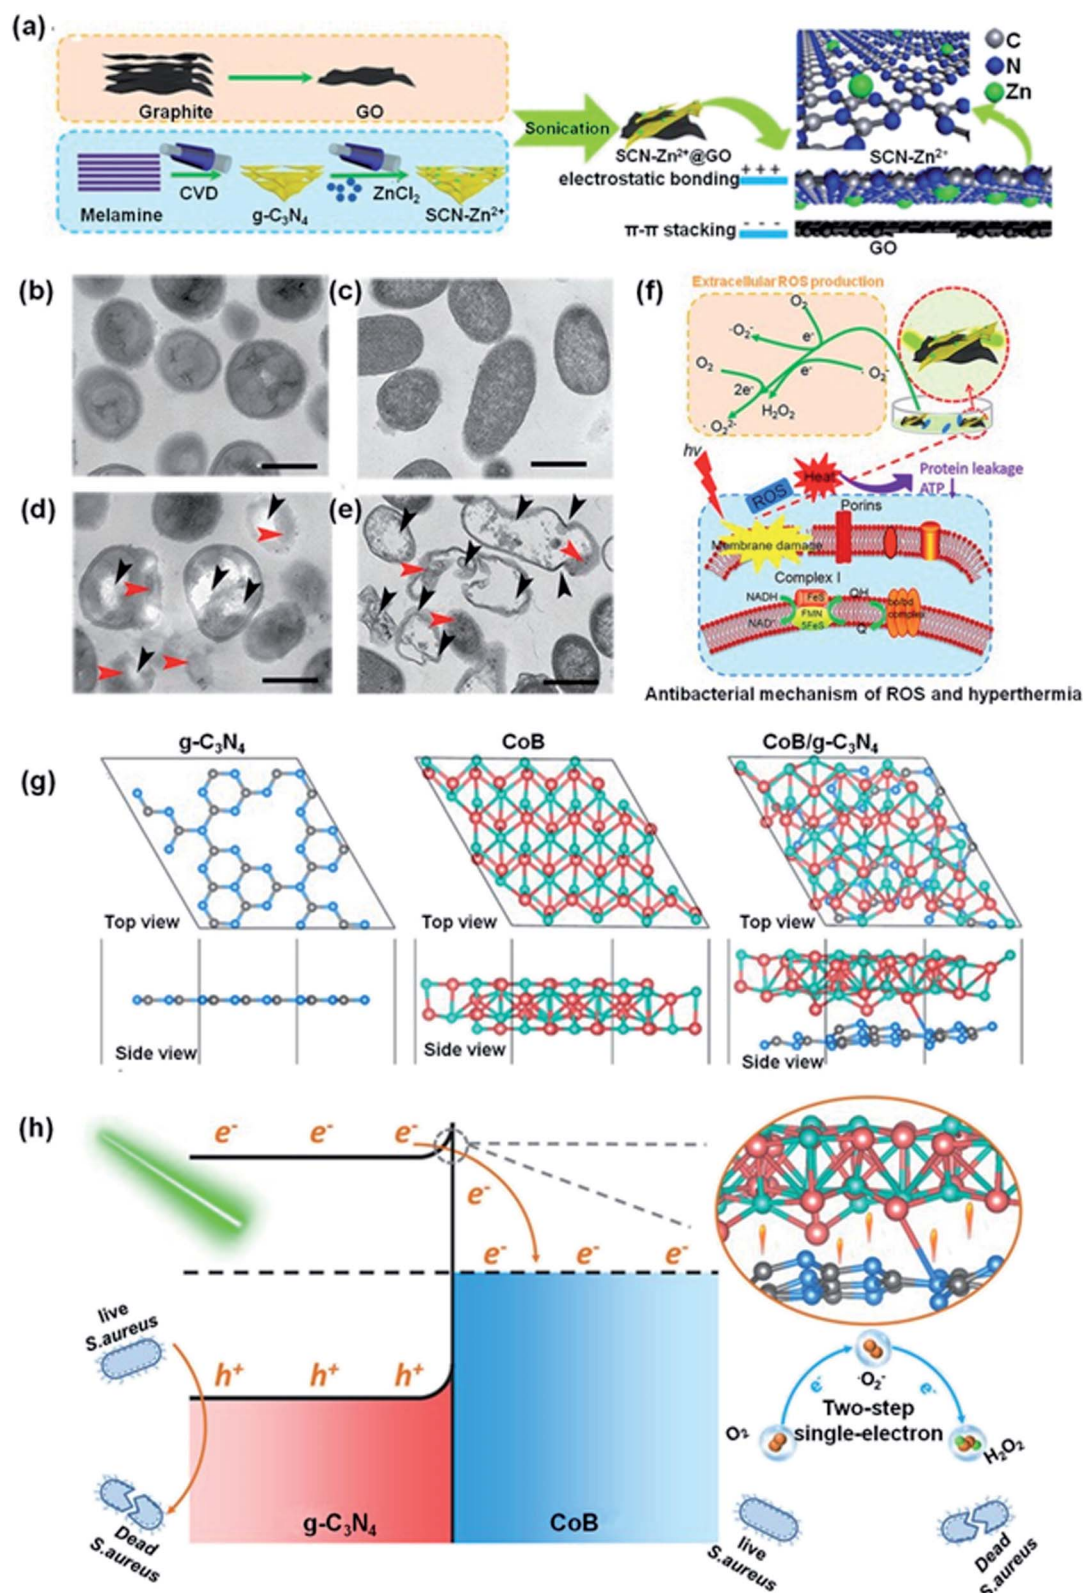 (a)
Graphite
GO
Melamine
CVD
g-C₃N₄
ZnCl₂
SCN-Zn²⁺
Sonication
SCN-Zn²⁺@GO
electrostatic bonding
+ + +
π-π stacking
- - -
C
N
Zn
SCN-Zn²⁺
GO
(b)
(c)
(d)
(e)
(f)
Extracellular ROS production
O₂
·O₂⁻
e⁻
O₂
e⁻
· O₂⁻
2e⁻
H₂O₂
· O₂²⁻
hv
ROS
Heat
Protein leakage
ATP
Porins
Membrane damage
Complex I
NADH
FeS
QH
FMN
NAD⁺
5FeS
Q
complex
Antibacterial mechanism of ROS and hyperthermia
(g)
g-C₃N₄
CoB
CoB/g-C₃N₄
Top view
Top view
Top view
Side view
Side view
Side view
(h)
e⁻ e⁻ e⁻
e⁻
e⁻ e⁻ e⁻
live
S.aureus
h⁺ h⁺ h⁺
Dead
S.aureus
g-C₃N₄
CoB
·O₂⁻
e⁻
e⁻
Two-step
single-electron
O₂
H₂O₂
live
S.aureus
Dead
S.aureus